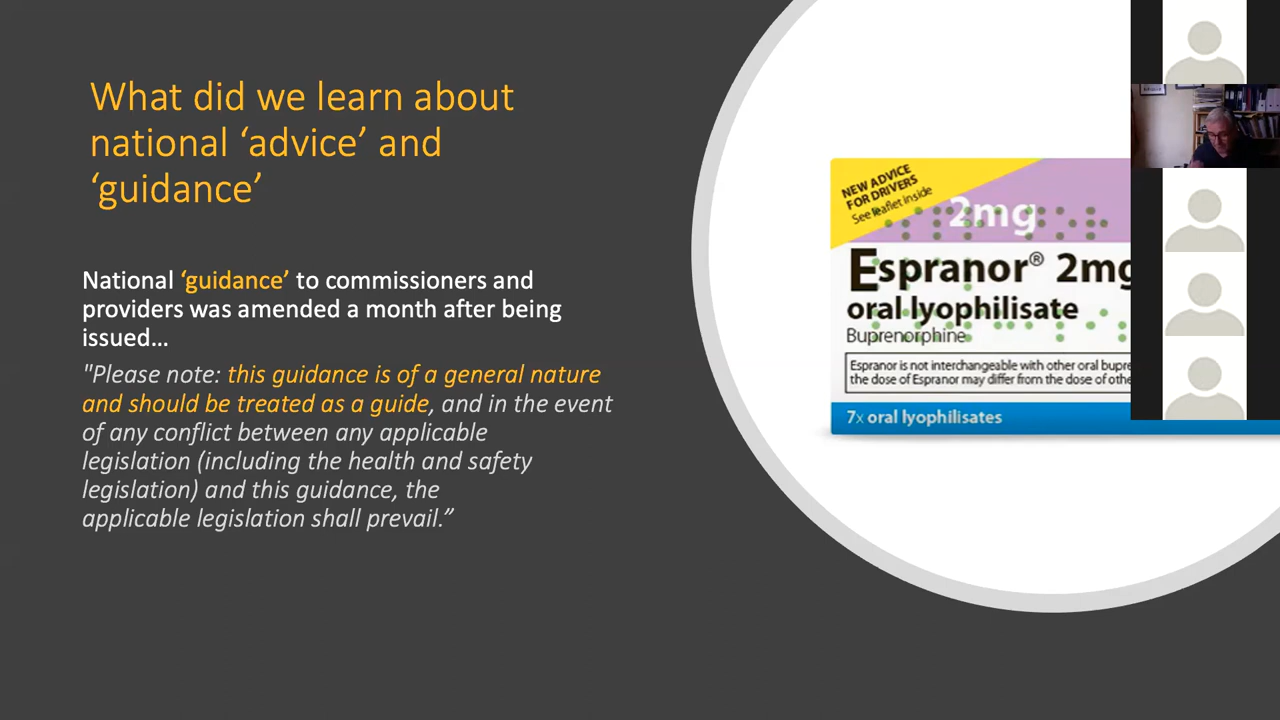 What did we learn about
national ‘advice’ and
‘guidance’
National ‘guidance’ to commissioners and
providers was amended a month after being
issued…
"Please note: this guidance is of a general nature
and should be treated as a guide, and in the event
of any conflict between any applicable
legislation (including the health and safety
legislation) and this guidance, the
applicable legislation shall prevail.”
NEW ADVICE
FOR DRIVERS
See leaflet inside
2mg
Espranor® 2mg
oral lyophilisate
Buprenorphine
Espranor is not interchangeable with other oral
the dose of Espranor may differ from the dose of
7x oral lyophilisates